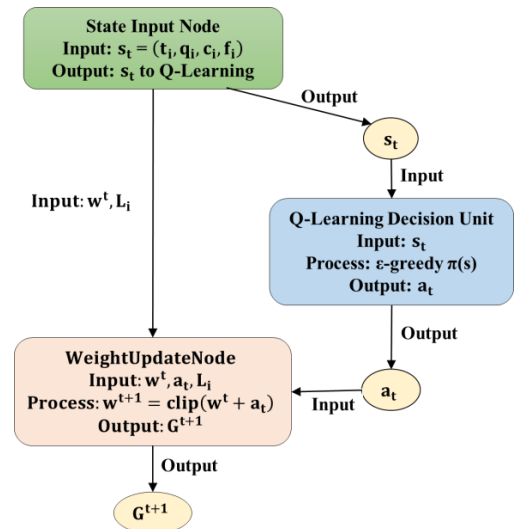 State Input Node
Input: sₜ = (tᵢ, qᵢ, cᵢ, fᵢ)
Output: sₜ to Q-Learning
Output
sₜ
Input
Input: wᵗ, Lᵢ
Q-Learning Decision Unit
Input: sₜ
Process: ε-greedy π(s)
Output: aₜ
Output
WeightUpdateNode
Input: wᵗ, aₜ, Lᵢ
Process: wᵗ⁺¹ = clip(wᵗ + aₜ)
Output: Gᵗ⁺¹
Input
aₜ
Output
Gᵗ⁺¹